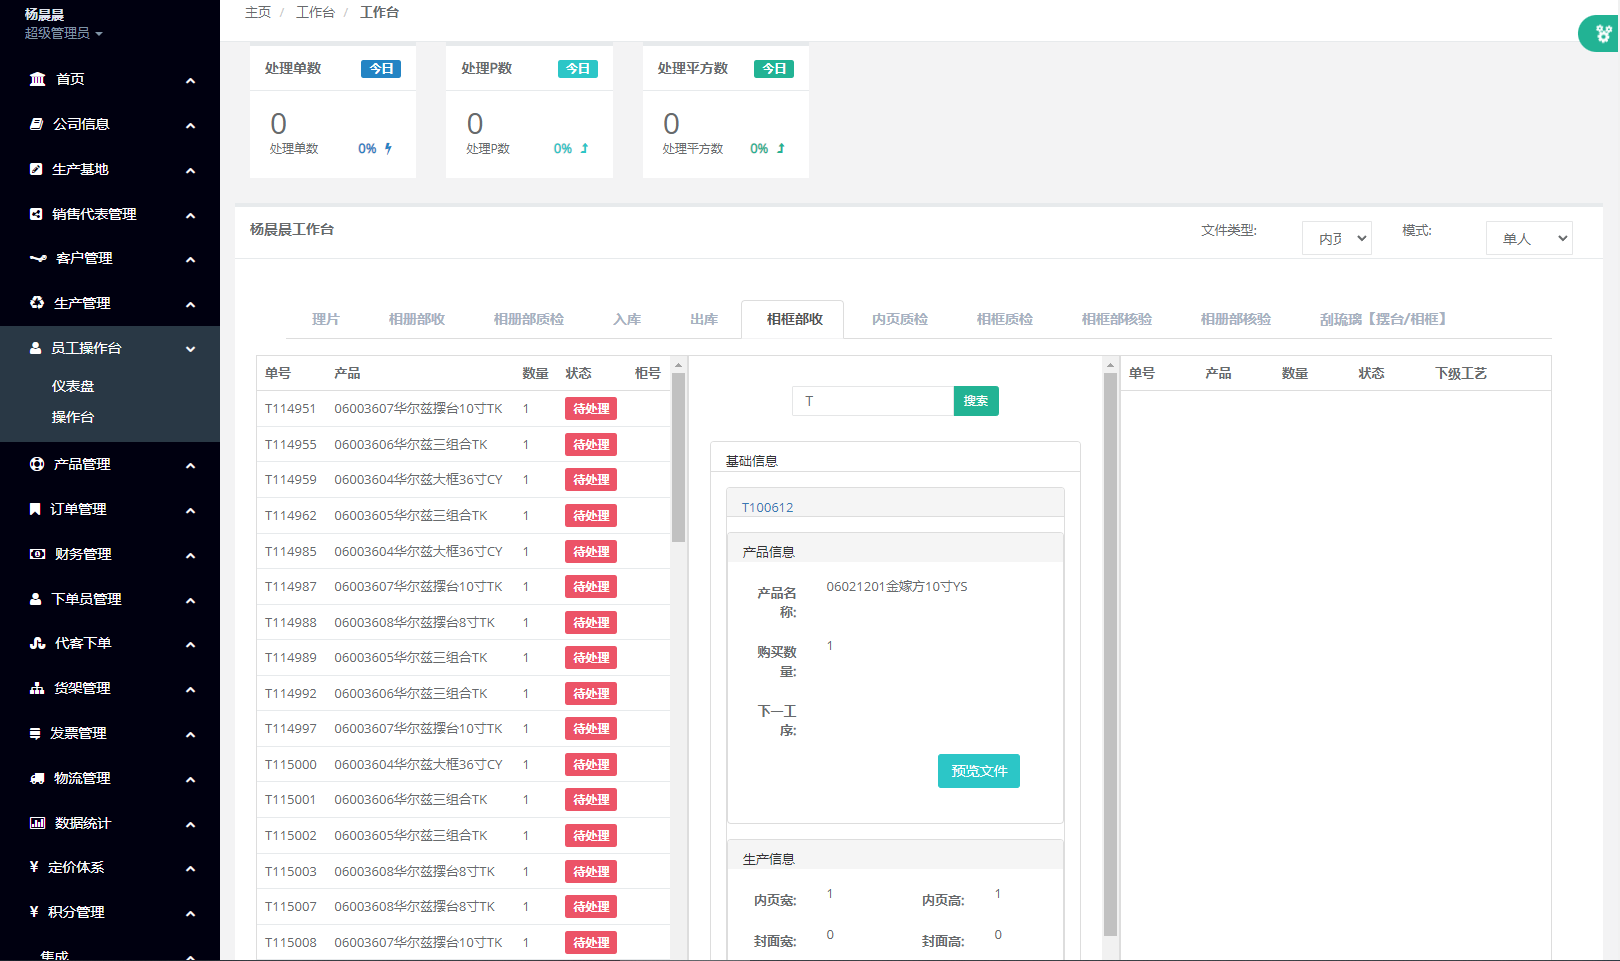 杨晨晨
超级管理员
首页
公司信息
生产基地
销售代表管理
客户管理
生产管理
员工操作台
仪表盘
操作台
产品管理
订单管理
财务管理
下单员管理
代客下单
货架管理
发票管理
物流管理
数据统计
定价体系
积分管理
集成
主页 / 工作台 / 工作台
处理单数 今日
0
处理单数 0%
处理P数 今日
0
处理P数 0%
处理平方数 今日
0
处理平方数 0%
杨晨晨工作台
文件类型: 内页 模式: 单人
理片 相册部收 相册部质检 入库 出库 相框部收 内页质检 相框质检 相框部核验 相册部核验 刮琉璃【摆台/相框】
单号 产品 数量 状态 柜号
T114951 06003607华尔兹摆台10寸TK 1 待处理
T114955 06003606华尔兹三组合TK 1 待处理
T114959 06003604华尔兹大框36寸CY 1 待处理
T114962 06003605华尔兹三组合TK 1 待处理
T114985 06003604华尔兹大框36寸CY 1 待处理
T114987 06003607华尔兹摆台10寸TK 1 待处理
T114988 06003608华尔兹摆台8寸TK 1 待处理
T114989 06003605华尔兹三组合TK 1 待处理
T114992 06003606华尔兹三组合TK 1 待处理
T114997 06003607华尔兹摆台10寸TK 1 待处理
T115000 06003604华尔兹大框36寸CY 1 待处理
T115001 06003606华尔兹三组合TK 1 待处理
T115002 06003605华尔兹三组合TK 1 待处理
T115003 06003608华尔兹摆台8寸TK 1 待处理
T115007 06003608华尔兹摆台8寸TK 1 待处理
T115008 06003607华尔兹摆台10寸TK 1 待处理
T 搜索
基础信息
T100612
产品信息
产品名
称:
06021201金嫁方10寸YS
购买数
量:
1
下一工
序:
预览文件
生产信息
内页宽: 1 内页高: 1
封面宽: 0 封面高: 0
单号 产品 数量 状态 下级工艺